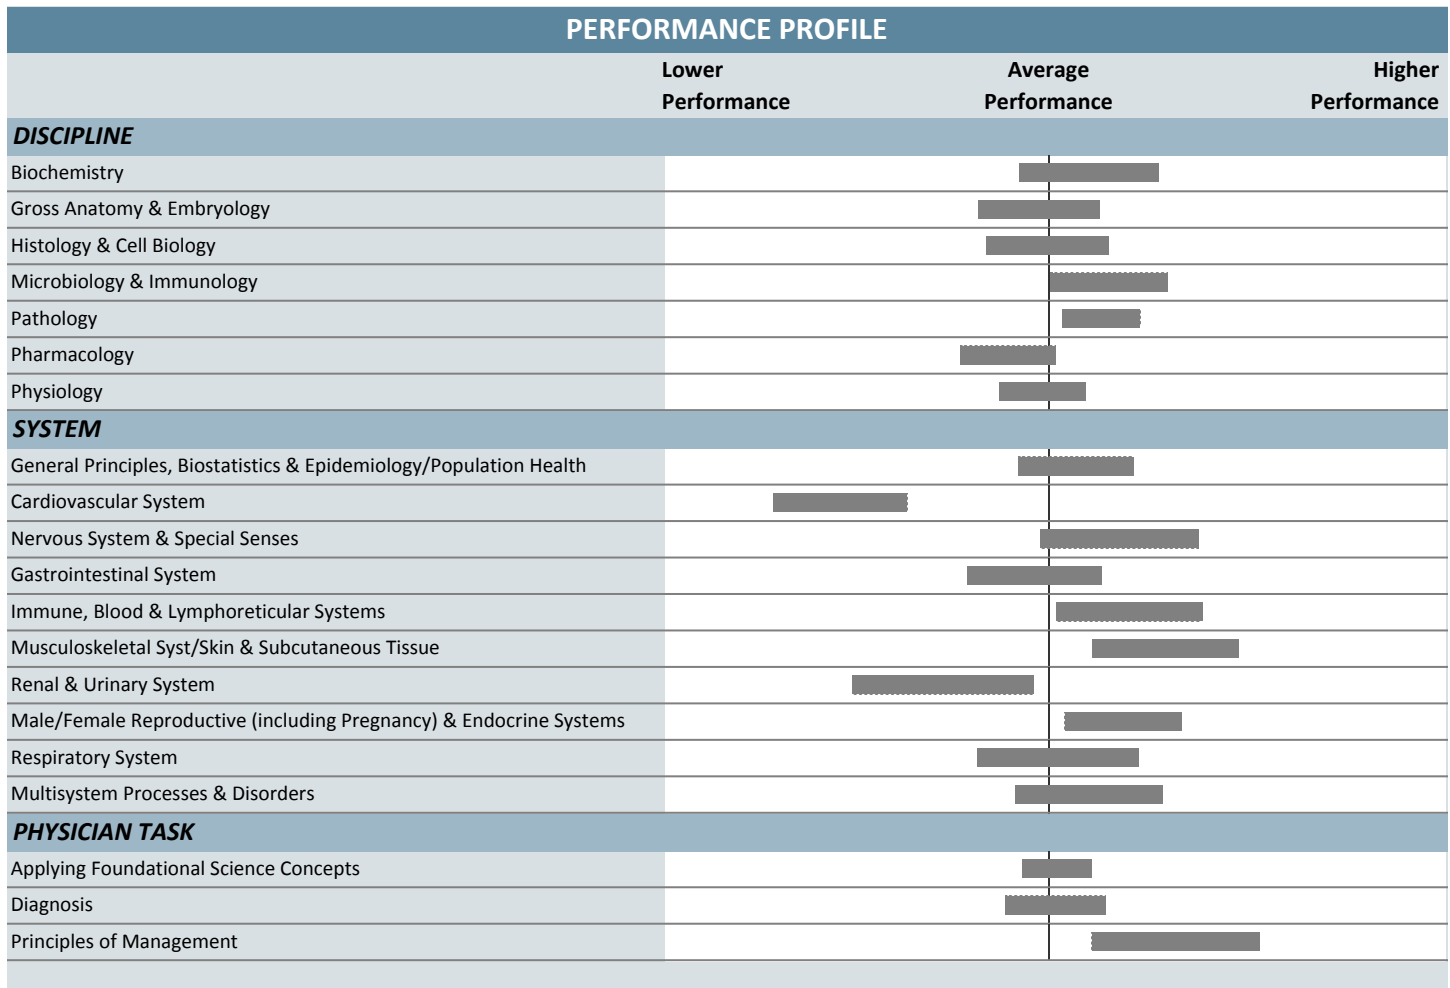 PERFORMANCE PROFILE
Lower Average Higher
Performance Performance Performance
DISCIPLINE
Biochemistry
Gross Anatomy & Embryology
Histology & Cell Biology
Microbiology & Immunology
Pathology
Pharmacology
Physiology
SYSTEM
General Principles, Biostatistics & Epidemiology/Population Health
Cardiovascular System
Nervous System & Special Senses
Gastrointestinal System
Immune, Blood & Lymphoreticular Systems
Musculoskeletal Syst/Skin & Subcutaneous Tissue
Renal & Urinary System
Male/Female Reproductive (including Pregnancy) & Endocrine Systems
Respiratory System
Multisystem Processes & Disorders
PHYSICIAN TASK
Applying Foundational Science Concepts
Diagnosis
Principles of Management